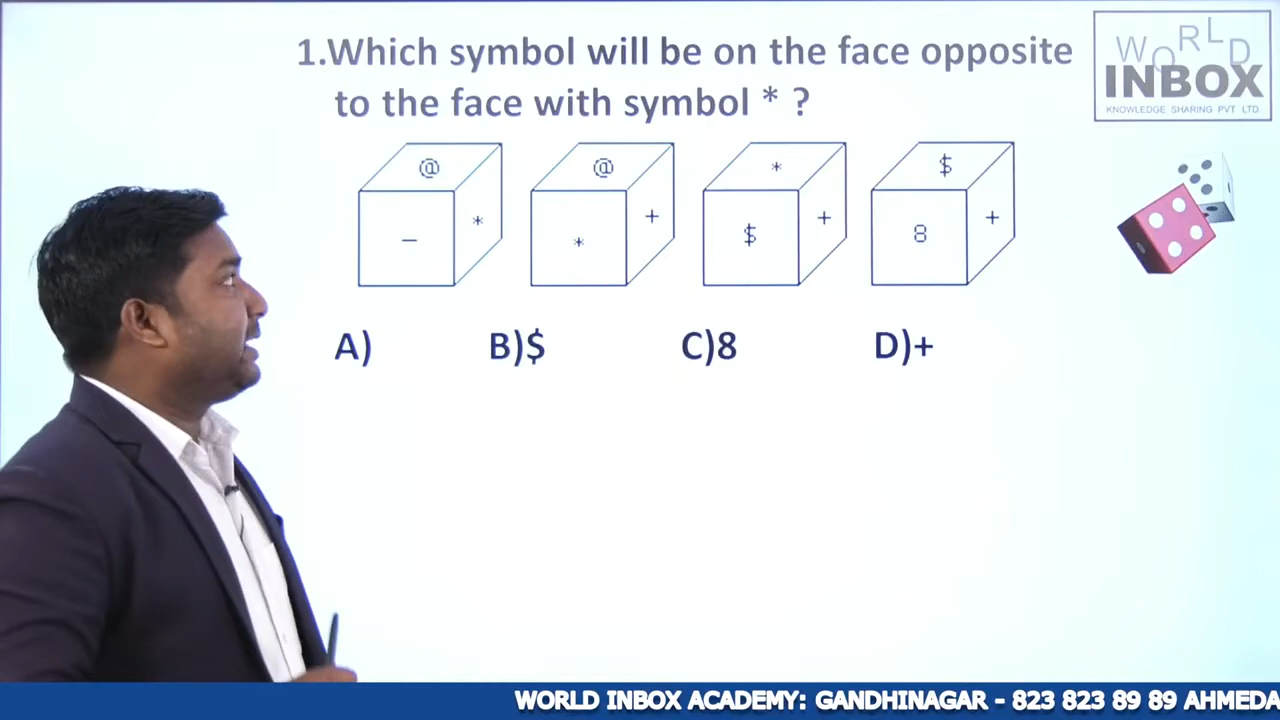 1.Which symbol will be on the face opposite
to the face with symbol * ?
WORLD
INBOX
KNOWLEDGE SHARING PVT LTD
@ @ * $
– * * + $ + 8 +
A) B)$ C)8 D)+
WORLD INBOX ACADEMY: GANDHINAGAR - 823 823 89 89 AHMEDA